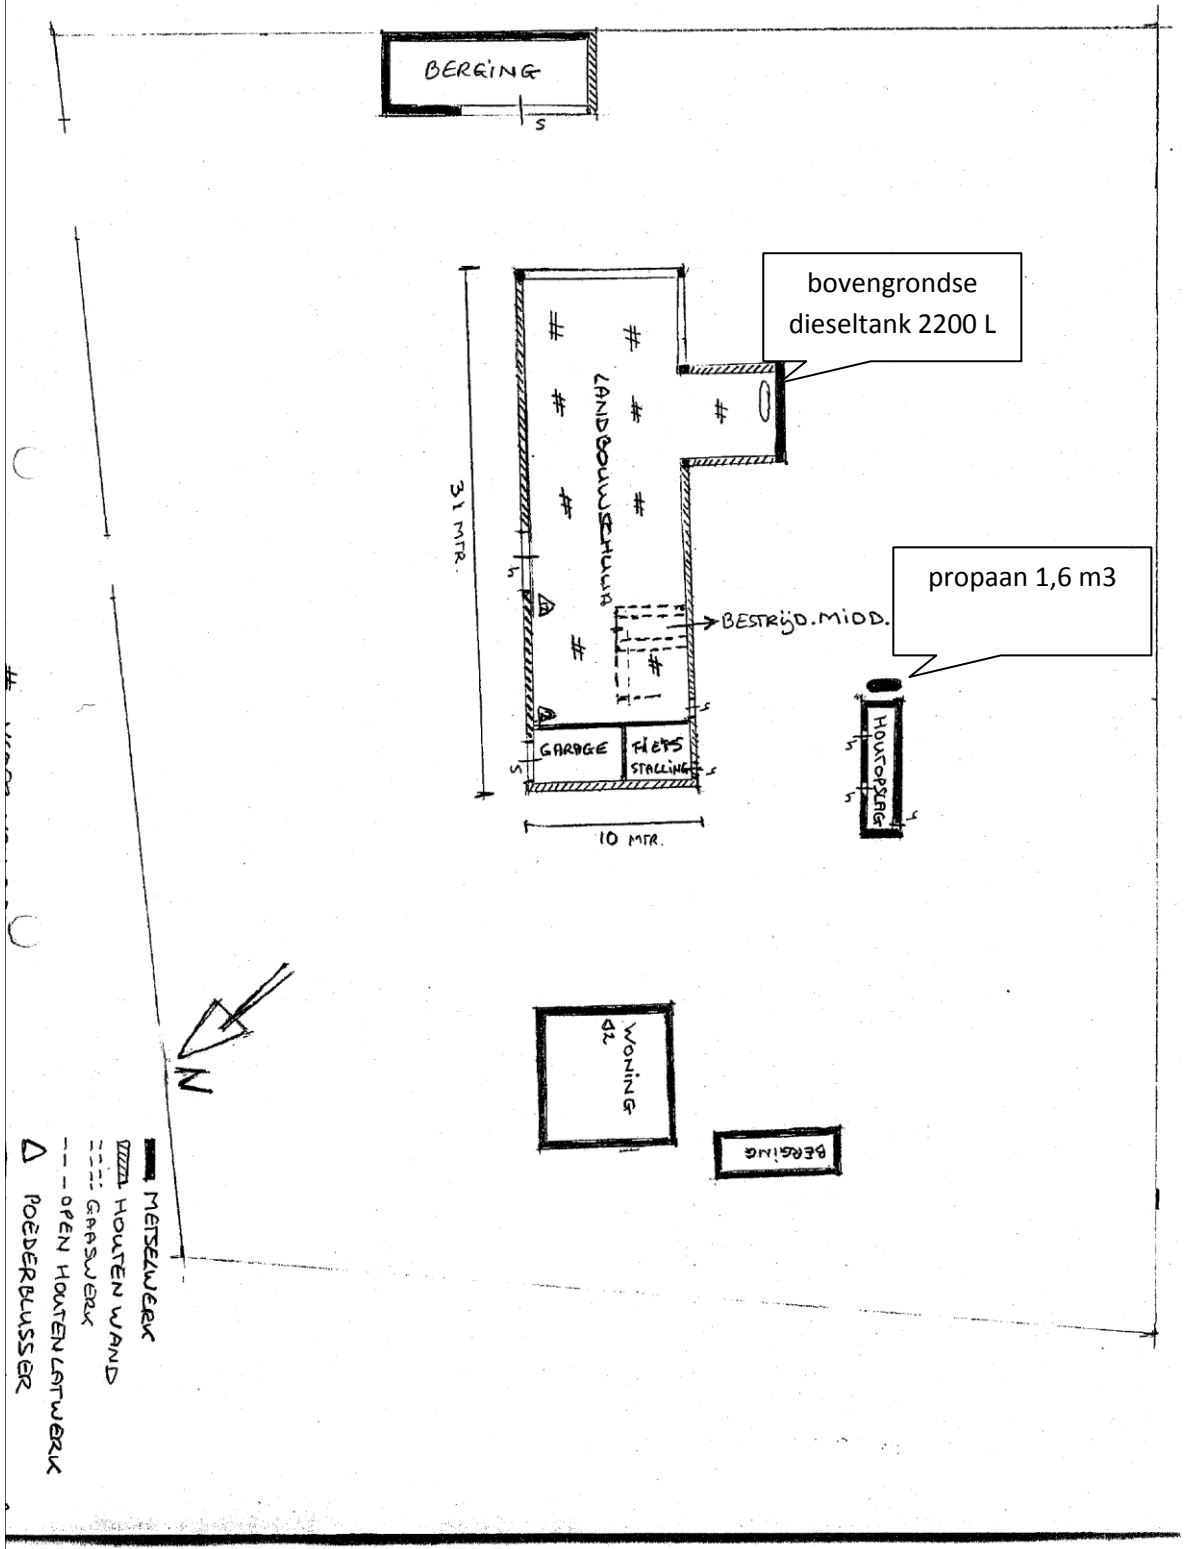 BERGING
S
bovengrondse
dieseltank 2200 L
#
#
#
#
#
#
#
#
#
LANDBOUWSCHUUR
31 MTR.
propaan 1,6 m3
BESTRIJD. MIDD.
HOUTOPSLAG
GARAGE
FIETS
STALLING
S
10 MTR.
WONING
BERGING
N
METSELWERK
HOUTEN WAND
GAASWERK
OPEN HOUTEN LATWERK
POËDERBLUSSER